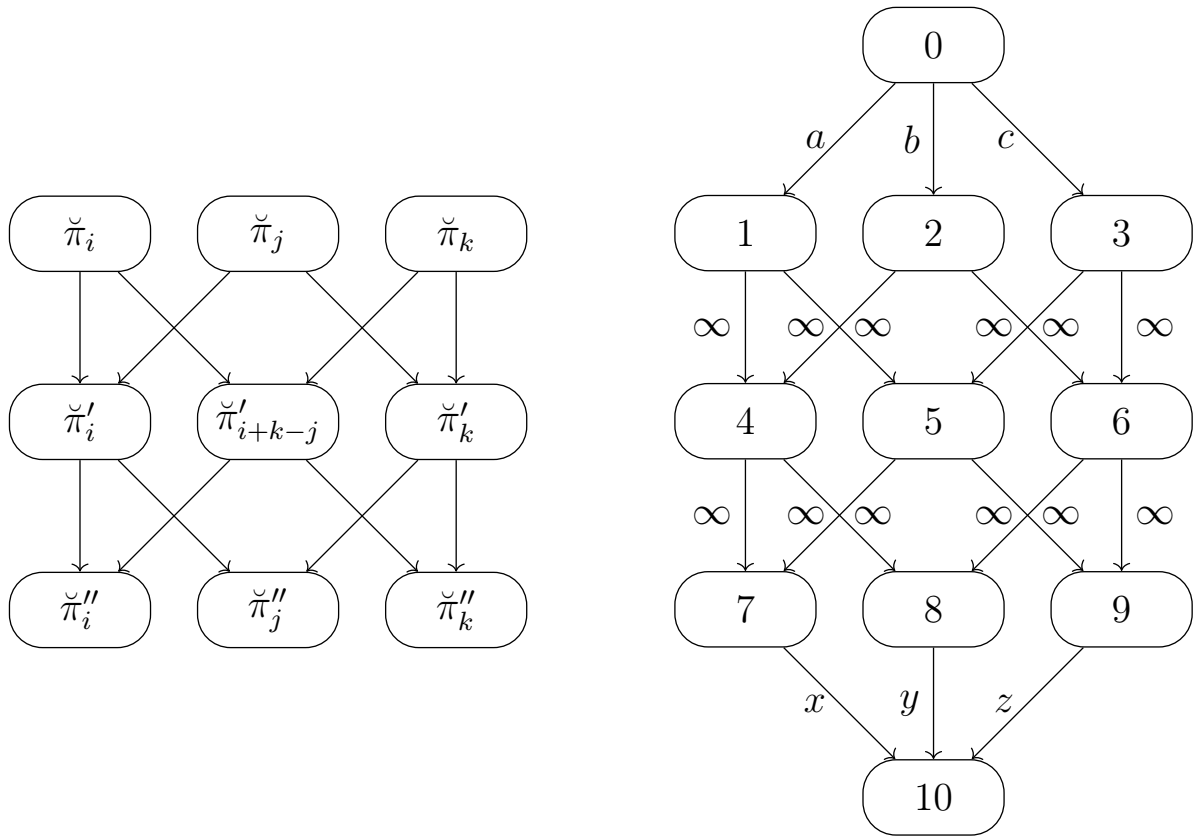 0
a b c
π̆_i π̆_j π̆_k 1 2 3
∞ ∞ ∞ ∞ ∞ ∞
π̆′_i π̆′_{i+k−j} π̆′_k 4 5 6
∞ ∞ ∞ ∞ ∞ ∞
π̆″_i π̆″_j π̆″_k 7 8 9
x y z
10